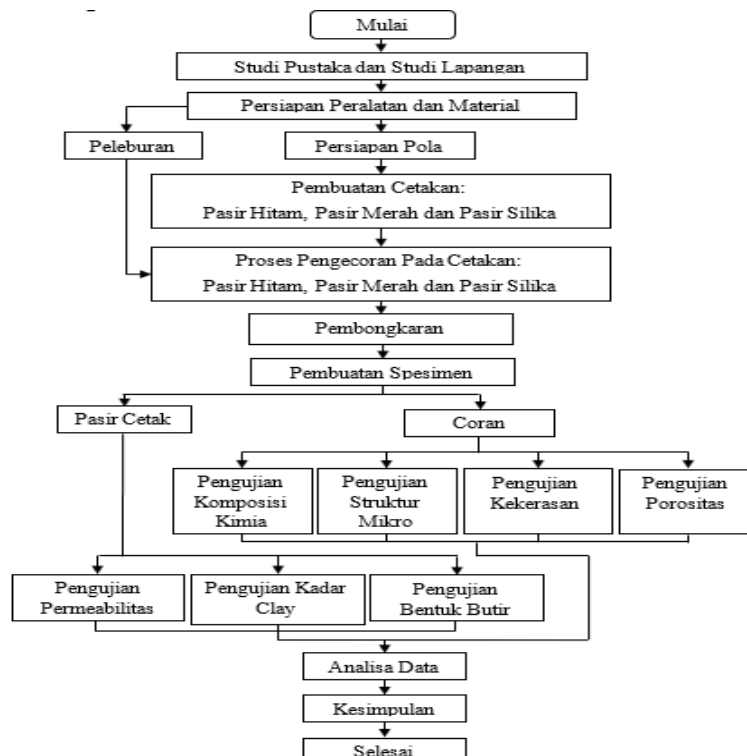 Mulai
Studi Pustaka dan Studi Lapangan
Persiapan Peralatan dan Material
Peleburan
Persiapan Pola
Pembuatan Cetakan:
Pasir Hitam, Pasir Merah dan Pasir Silika
Proses Pengecoran Pada Cetakan:
Pasir Hitam, Pasir Merah dan Pasir Silika
Pembongkaran
Pembuatan Spesimen
Pasir Cetak
Coran
Pengujian
Komposisi
Kimia
Pengujian
Struktur
Mikro
Pengujian
Kekerasan
Pengujian
Porositas
Pengujian
Permeabilitas
Pengujian Kadar
Clay
Pengujian
Bentuk Butir
Analisa Data
Kesimpulan
Selesai